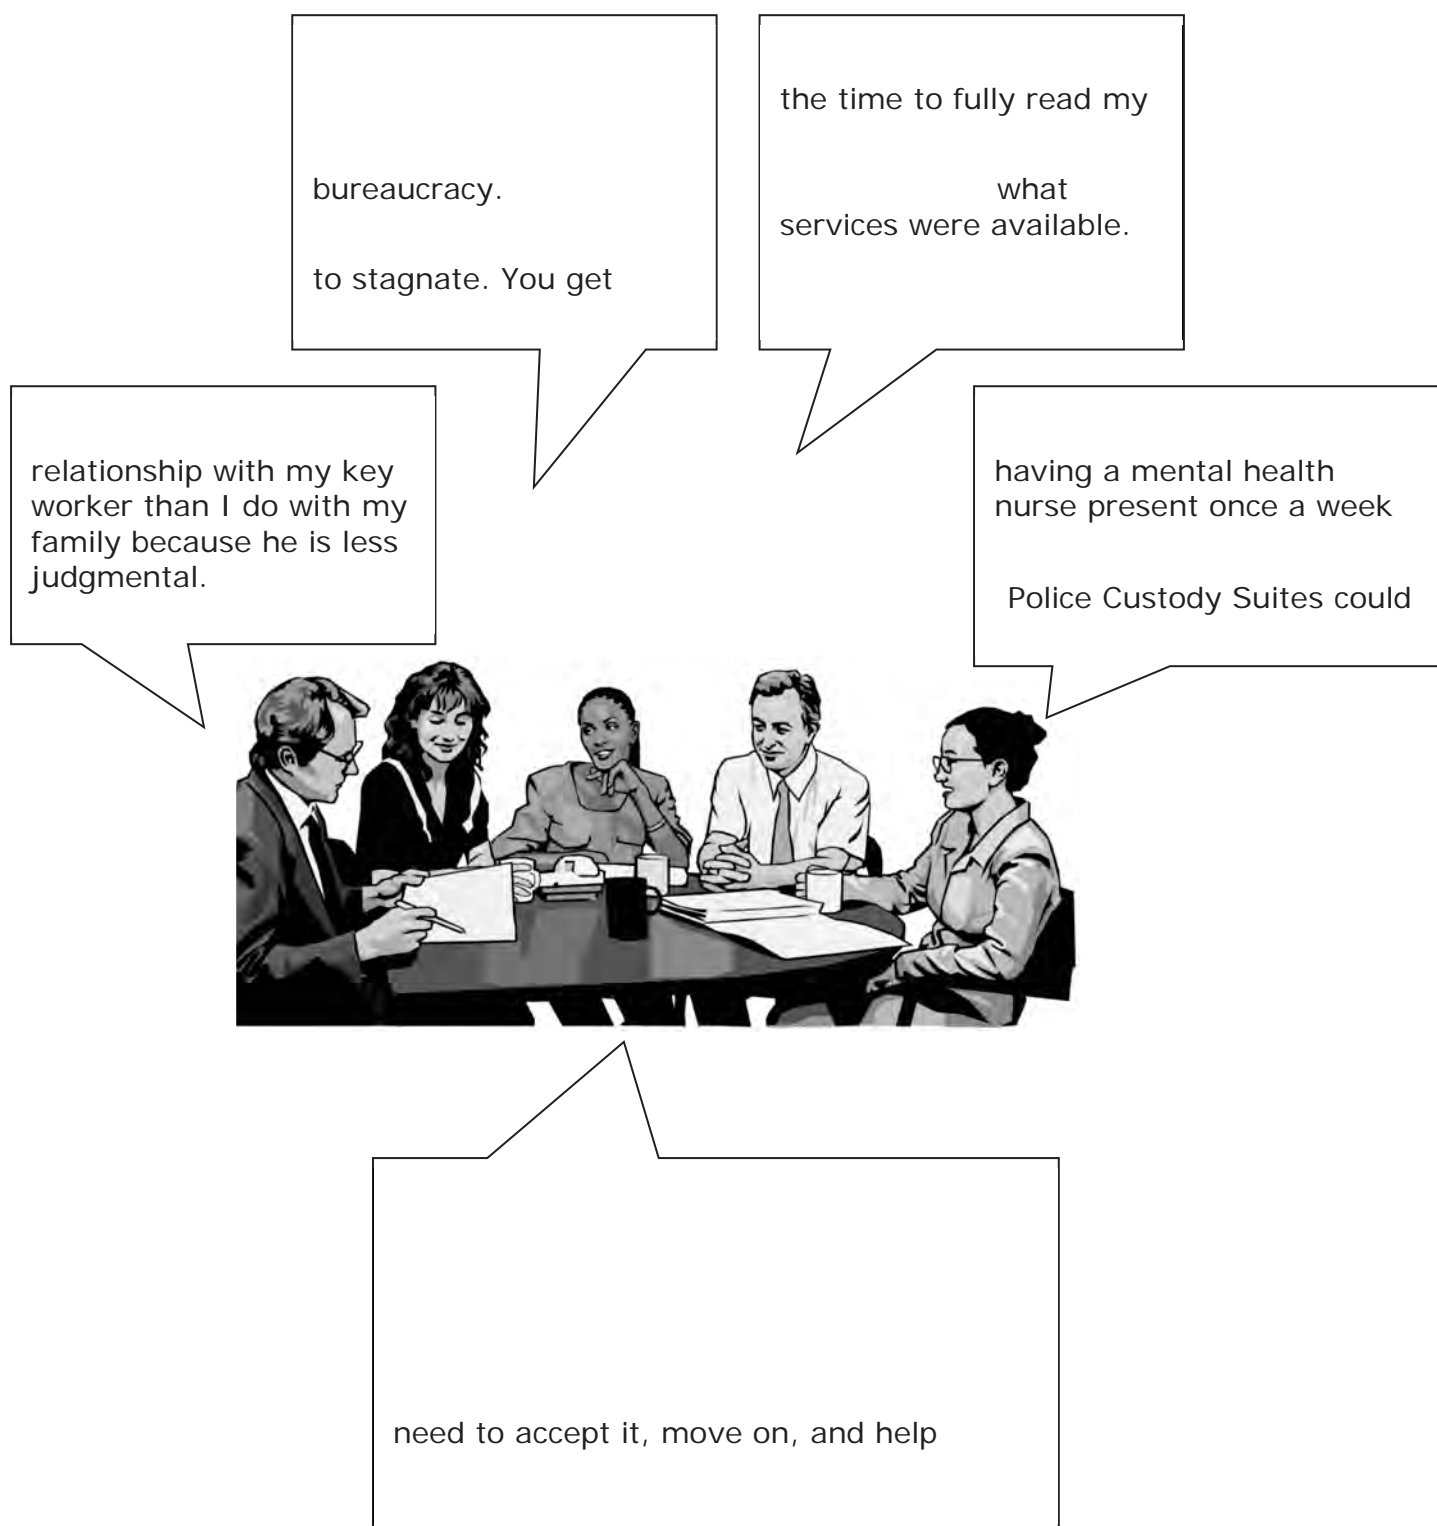 bureaucracy.
to stagnate. You get
the time to fully read my
what
services were available.
relationship with my key
worker than I do with my
family because he is less
judgmental.
having a mental health
nurse present once a week
Police Custody Suites could
need to accept it, move on, and help